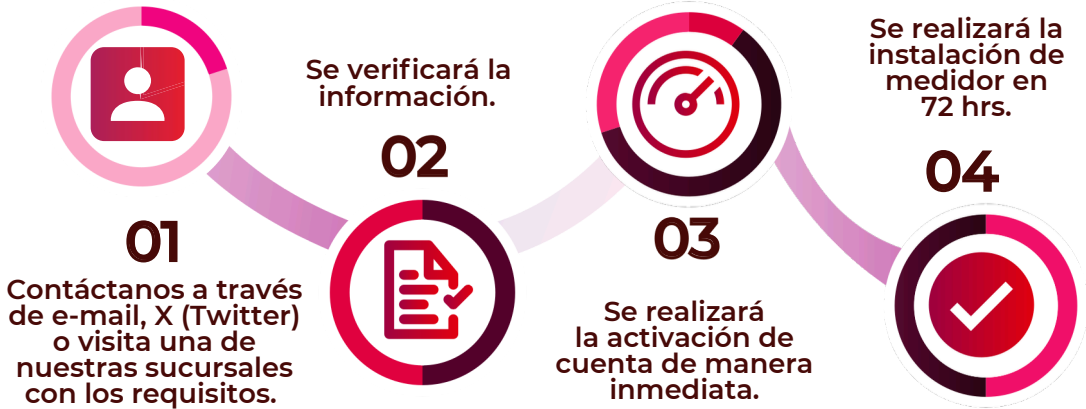 01
Contáctanos a través
de e-mail, X (Twitter)
o visita una de
nuestras sucursales
con los requisitos.
Se verificará la
información.
02
03
Se realizará
la activación de
cuenta de manera
inmediata.
Se realizará la
instalación de
medidor en
72 hrs.
04